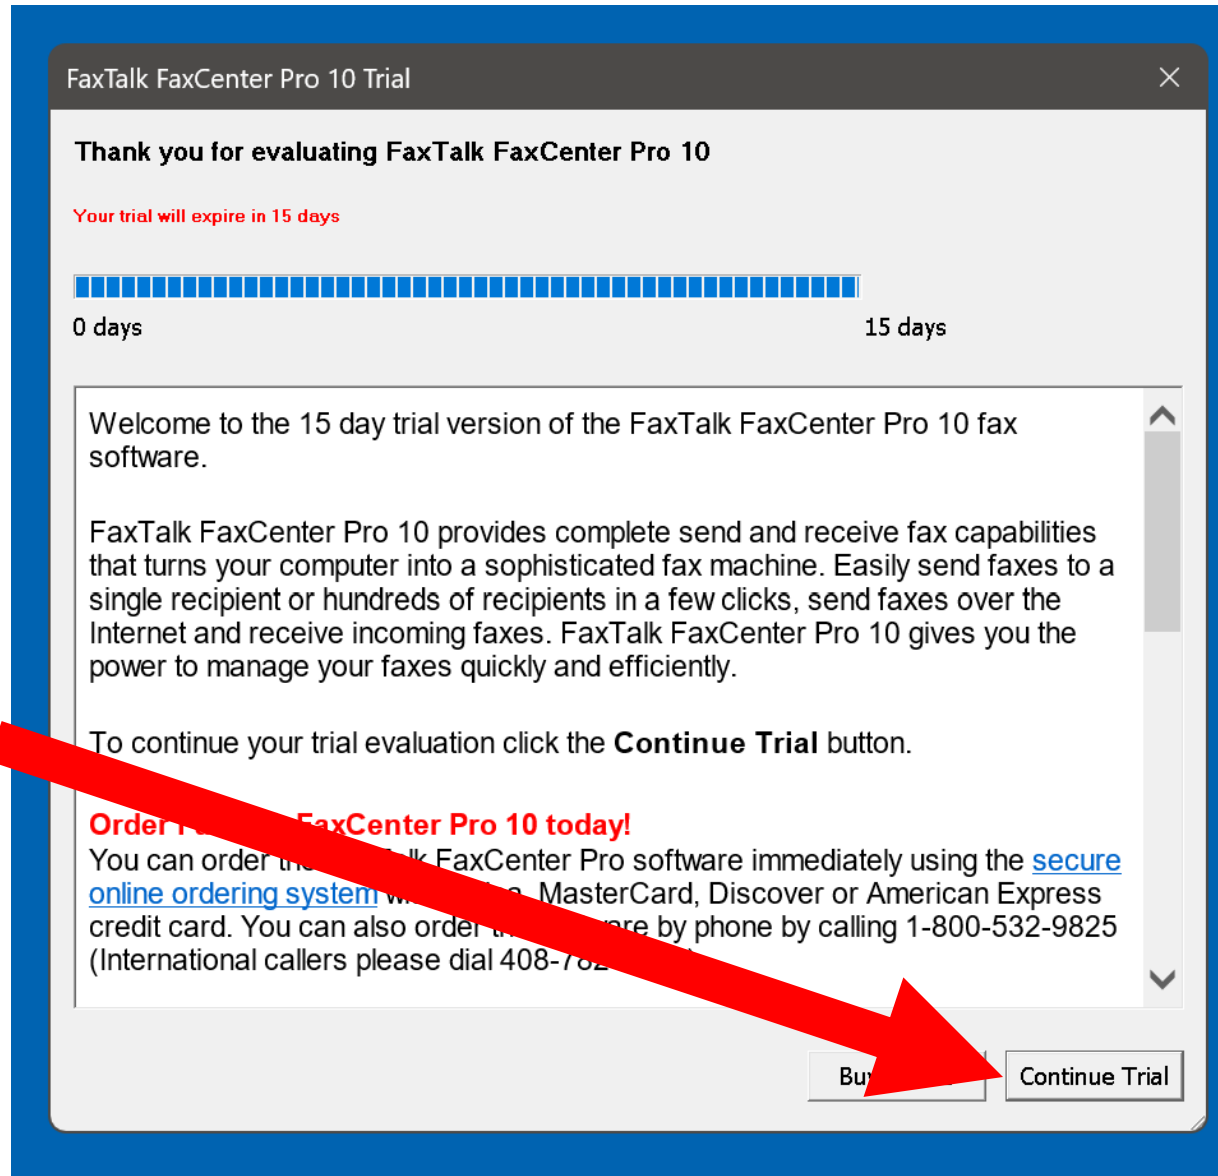 FaxTalk FaxCenter Pro 10 Trial
Thank you for evaluating FaxTalk FaxCenter Pro 10
Your trial will expire in 15 days
0 days
15 days
Welcome to the 15 day trial version of the FaxTalk FaxCenter Pro 10 fax
software.
FaxTalk FaxCenter Pro 10 provides complete send and receive fax capabilities
that turns your computer into a sophisticated fax machine. Easily send faxes to a
single recipient or hundreds of recipients in a few clicks, send faxes over the
Internet and receive incoming faxes. FaxTalk FaxCenter Pro 10 gives you the
power to manage your faxes quickly and efficiently.
To continue your trial evaluation click the Continue Trial button.
Order FaxCenter Pro 10 today!
You can order the FaxCenter Pro software immediately using the secure
online ordering system MasterCard, Discover or American Express
credit card. You can also order by phone by calling 1-800-532-9825
(International callers please dial 408-782
Continue Trial